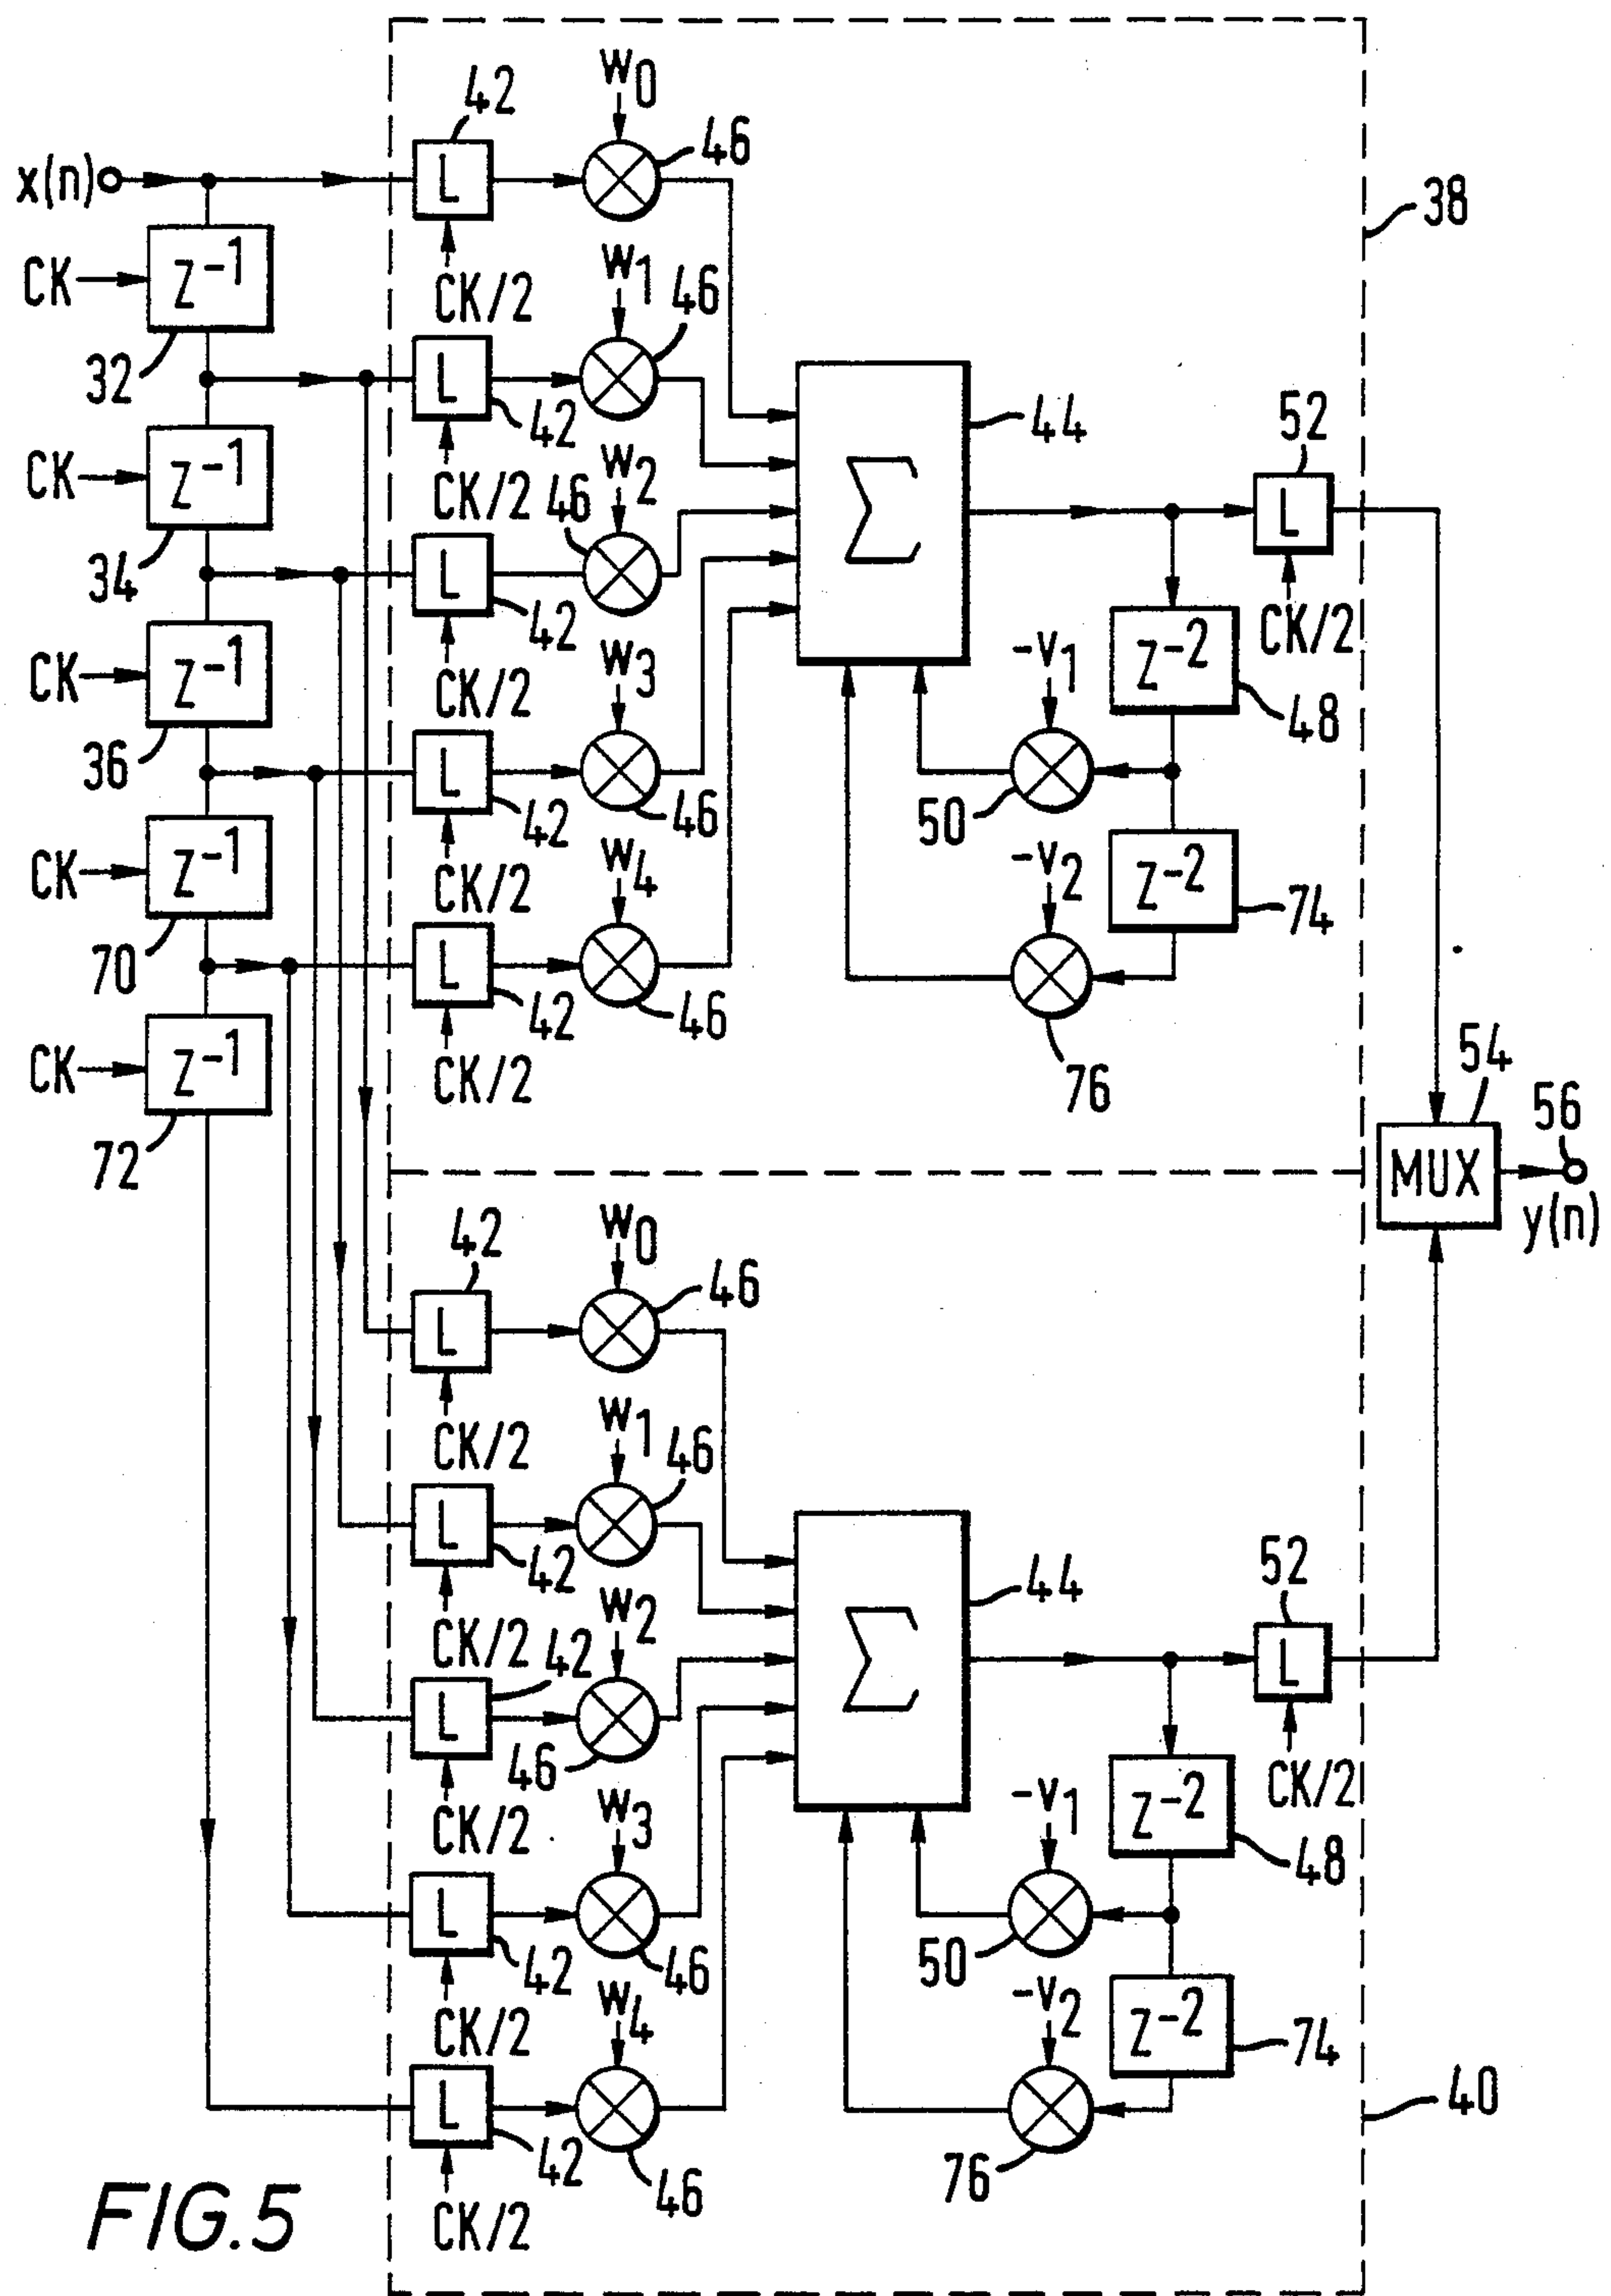 W0
42
46
x(n)
L
38
CK
Z-1
CK/2
W1
46
32
L
42
44
52
CK
Z-1
CK/2
W2
46
Σ
L
34
L
42
CK/2
CK
Z-1
CK/2
W3
-V1
Z-2
48
36
L
42
46
50
CK
Z-1
CK/2
W4
-V2
Z-2
74
70
L
42
46
CK
Z-1
CK/2
76
54
56
72
MUX
y(n)
42
W0
46
L
CK/2
W1
46
L
42
44
52
CK/2
W2
42
Σ
L
L
46
CK/2
CK/2
W3
-V1
Z-2
48
L
42
46
50
CK/2
W4
-V2
Z-2
74
L
42
46
76
40
CK/2
FIG.5